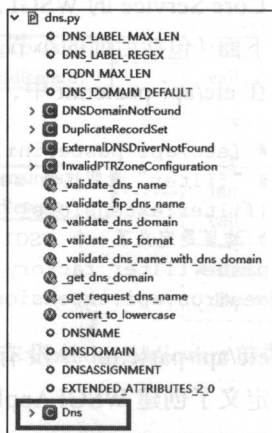 dns.py
DNS_LABEL_MAX_LEN
DNS_LABEL_REGEX
FQDN_MAX_LEN
DNS_DOMAIN_DEFAULT
DNSDomainNotFound
DuplicateRecordSet
ExternalDNSDriverNotFound
InvalidPTRZoneConfiguration
_validate_dns_name
_validate_fip_dns_name
_validate_dns_domain
_validate_dns_format
_validate_dns_name_with_dns_domain
_get_dns_domain
_get_request_dns_name
convert_to_lowercase
DNSNAME
DNSDOMAIN
DNSASSIGNMENT
EXTENDED_ATTRIBUTES_2_0
Dns